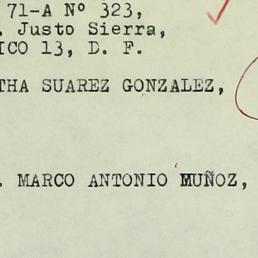 71-A Nº 323,
. Justo Sierra,
ICO 13, D. F.
THA SUAREZ GONZALEZ,
. MARCO ANTONIO MUÑOZ,